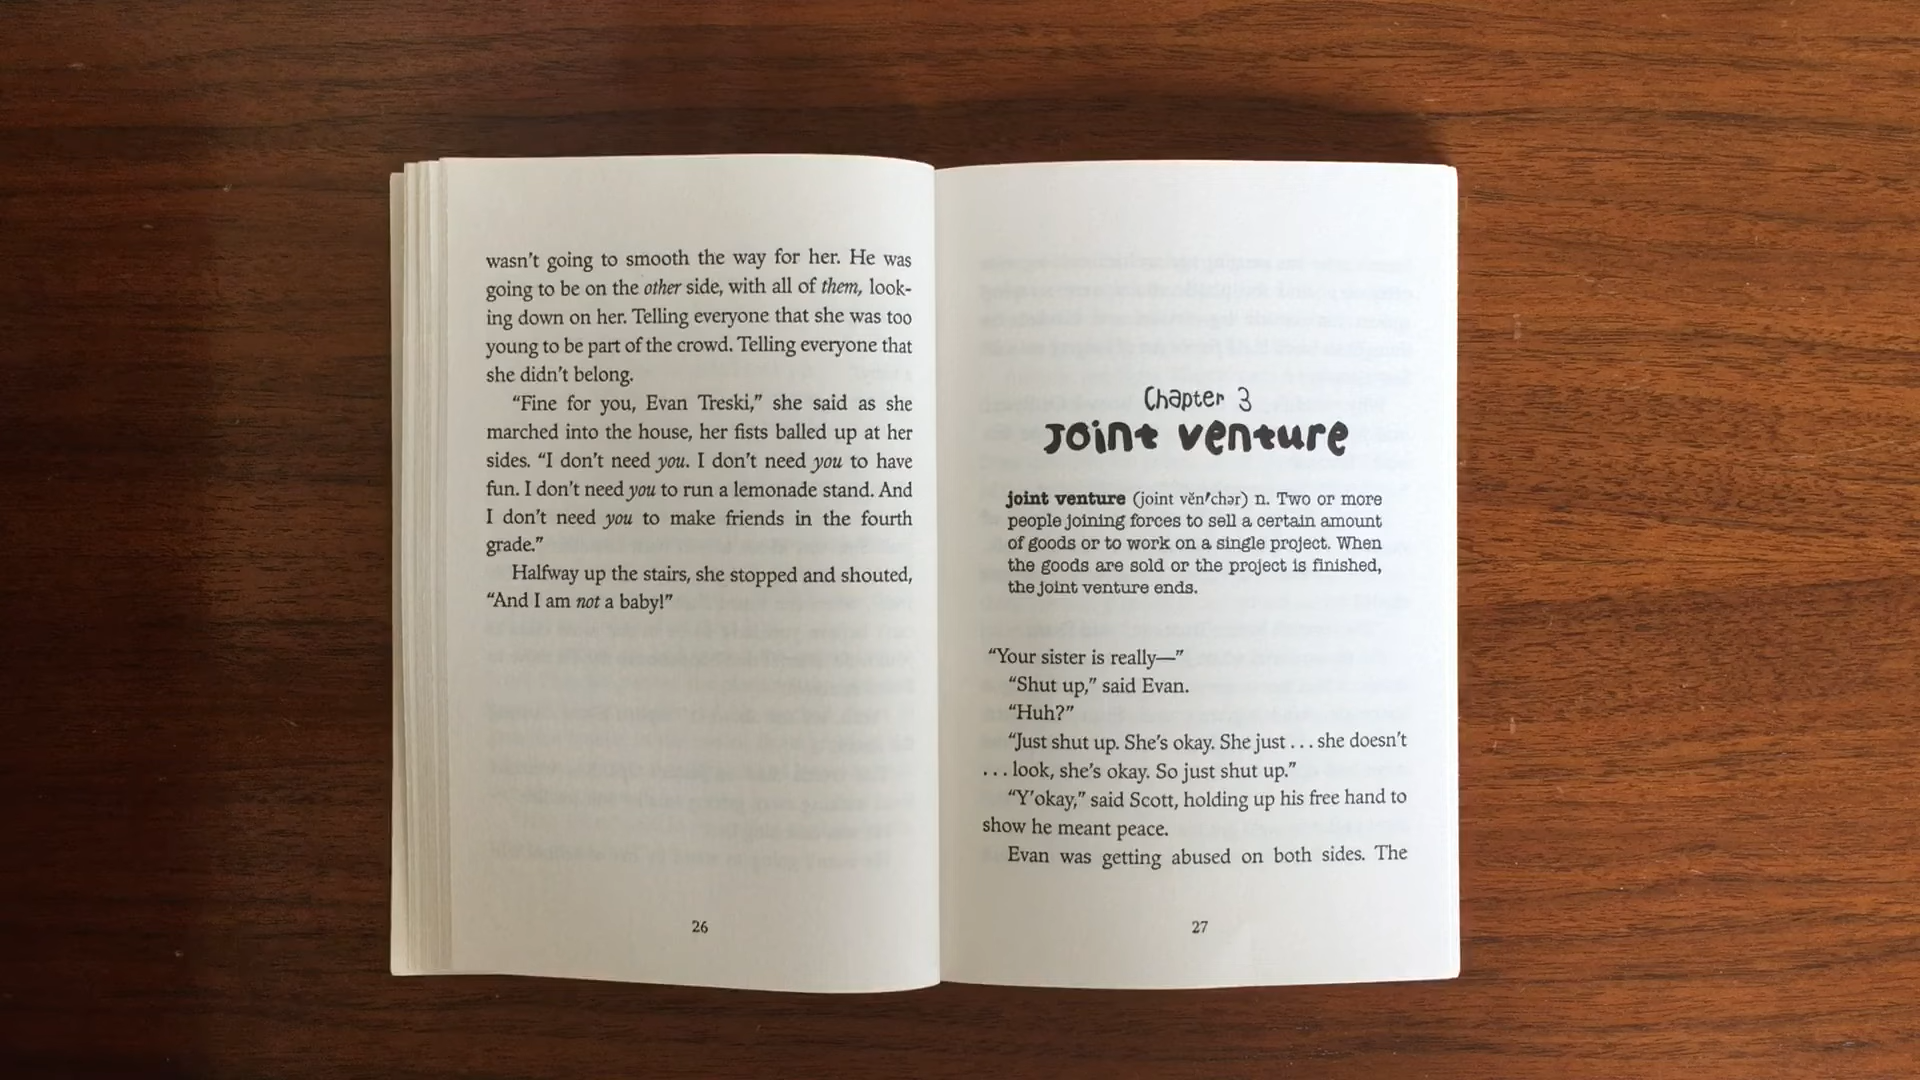 wasn’t going to smooth the way for her. He was
going to be on the other side, with all of them, look-
ing down on her. Telling everyone that she was too
young to be part of the crowd. Telling everyone that
she didn’t belong.
“Fine for you, Evan Treski,” she said as she
marched into the house, her fists balled up at her
sides. “I don’t need you. I don’t need you to have
fun. I don’t need you to run a lemonade stand. And
I don’t need you to make friends in the fourth
grade.”
Halfway up the stairs, she stopped and shouted,
“And I am not a baby!”
26
Chapter 3
Joint Venture
joint venture (joint vĕn′chər) n. Two or more
people joining forces to sell a certain amount
of goods or to work on a single project. When
the goods are sold or the project is finished,
the joint venture ends.
“Your sister is really—”
“Shut up,” said Evan.
“Huh?”
“Just shut up. She’s okay. She just . . . she doesn’t
. . . look, she’s okay. So just shut up.”
“Y’okay,” said Scott, holding up his free hand to
show he meant peace.
Evan was getting abused on both sides. The
27